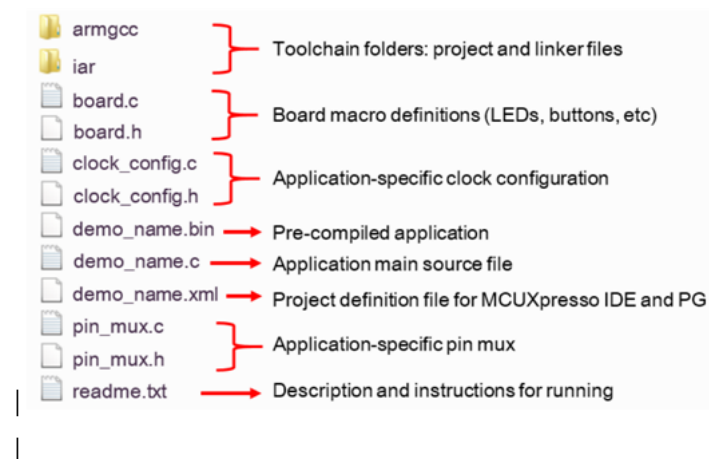 armgcc
Toolchain folders: project and linker files
iar
board.c
Board macro definitions (LEDs, buttons, etc)
board.h
clock_config.c
Application-specific clock configuration
clock_config.h
demo_name.bin Pre-compiled application
demo_name.c Application main source file
demo_name.xml Project definition file for MCUXpresso IDE and PG
pin_mux.c
Application-specific pin mux
pin_mux.h
readme.txt Description and instructions for running